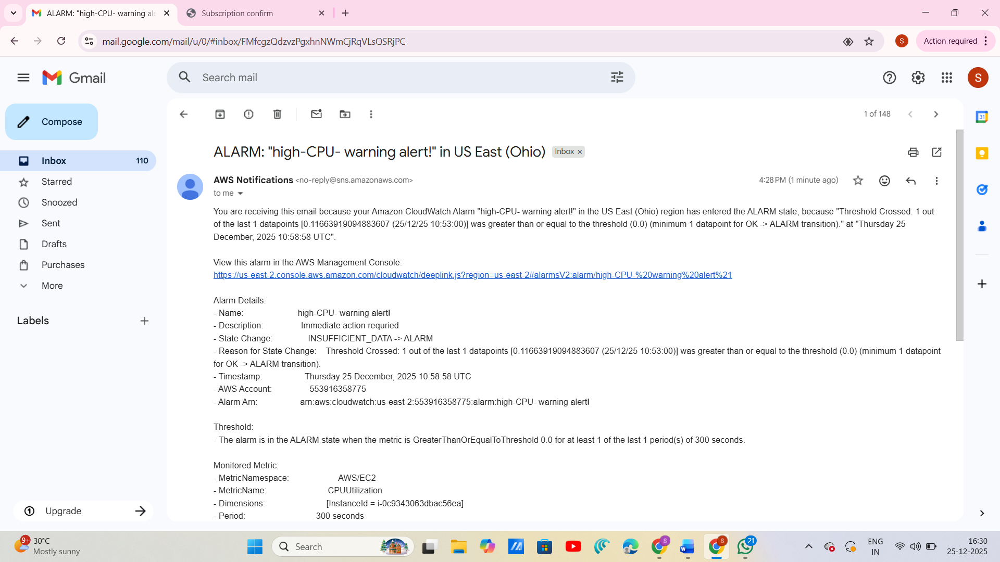 ALARM: "high-CPU- warning ale
Subscription confirm
mail.google.com/mail/u/0/#inbox/FMfcgzQdzvzPgxhnNWmCjRqVLsQSRjPC
S
Action required
Gmail
Search mail
S
Compose
1 of 148
31
ALARM: "high-CPU- warning alert!" in US East (Ohio)
Inbox ×
Inbox 110
Starred
Snoozed
Sent
Drafts
Purchases
More
Labels
Upgrade
AWS Notifications <no-reply@sns.amazonaws.com>
4:28 PM (1 minute ago)
to me
You are receiving this email because your Amazon CloudWatch Alarm "high-CPU- warning alert!" in the US East (Ohio) region has entered the ALARM state, because "Threshold Crossed: 1 out
of the last 1 datapoints [0.11663919094883607 (25/12/25 10:53:00)] was greater than or equal to the threshold (0.0) (minimum 1 datapoint for OK -> ALARM transition)." at "Thursday 25
December, 2025 10:58:58 UTC".
View this alarm in the AWS Management Console:
https://us-east-2.console.aws.amazon.com/cloudwatch/deeplink.js?region=us-east-2#alarmsV2:alarm/high-CPU-%20warning%20alert%21
Alarm Details:
- Name: high-CPU- warning alert!
- Description: Immediate action requried
- State Change: INSUFFICIENT_DATA -> ALARM
- Reason for State Change: Threshold Crossed: 1 out of the last 1 datapoints [0.11663919094883607 (25/12/25 10:53:00)] was greater than or equal to the threshold (0.0) (minimum 1 datapoint
for OK -> ALARM transition).
- Timestamp: Thursday 25 December, 2025 10:58:58 UTC
- AWS Account: 553916358775
- Alarm Arn: arn:aws:cloudwatch:us-east-2:553916358775:alarm:high-CPU- warning alert!
Threshold:
- The alarm is in the ALARM state when the metric is GreaterThanOrEqualToThreshold 0.0 for at least 1 of the last 1 period(s) of 300 seconds.
Monitored Metric:
- MetricNamespace: AWS/EC2
- MetricName: CPUUtilization
- Dimensions: [InstanceId = i-0c9343063dbac56ea]
- Period: 300 seconds
9+
30°C
Mostly sunny
Search
S
W
S
21
ENG
IN
16:30
25-12-2025